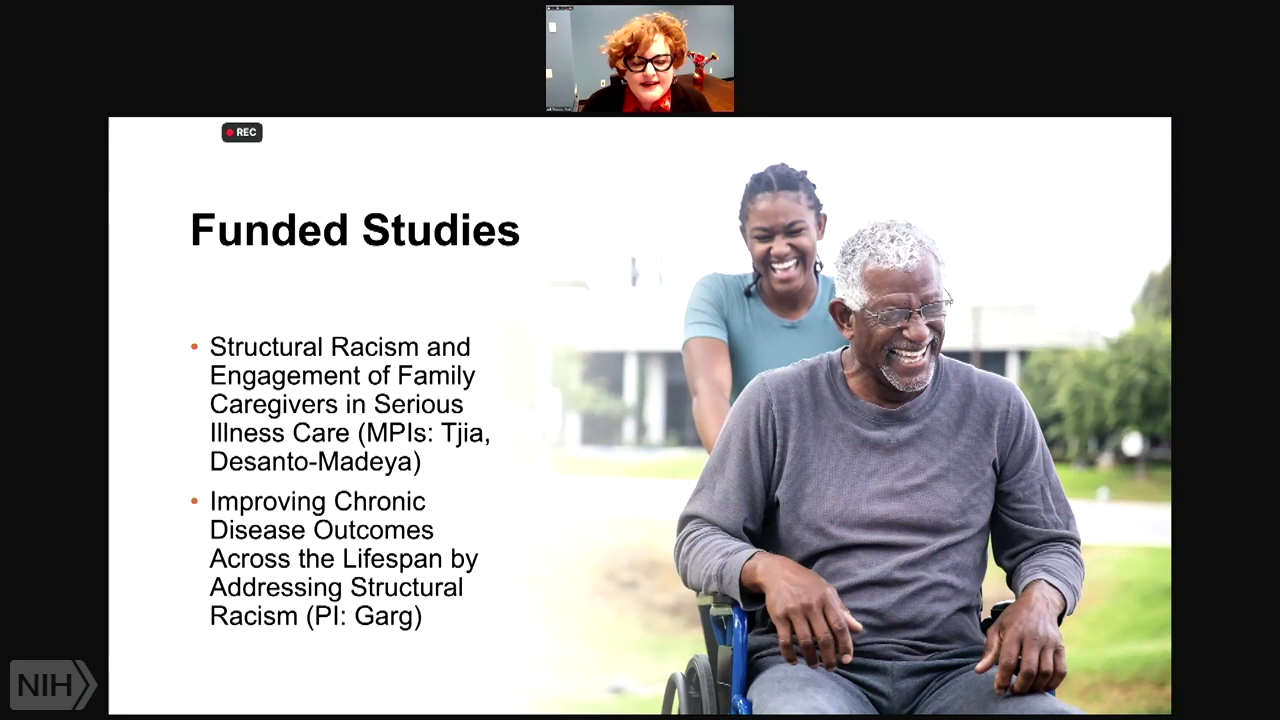 REC
Funded Studies
• Structural Racism and
Engagement of Family
Caregivers in Serious
Illness Care (MPIs: Tjia,
Desanto-Madeya)
• Improving Chronic
Disease Outcomes
Across the Lifespan by
Addressing Structural
Racism (PI: Garg)
NIH